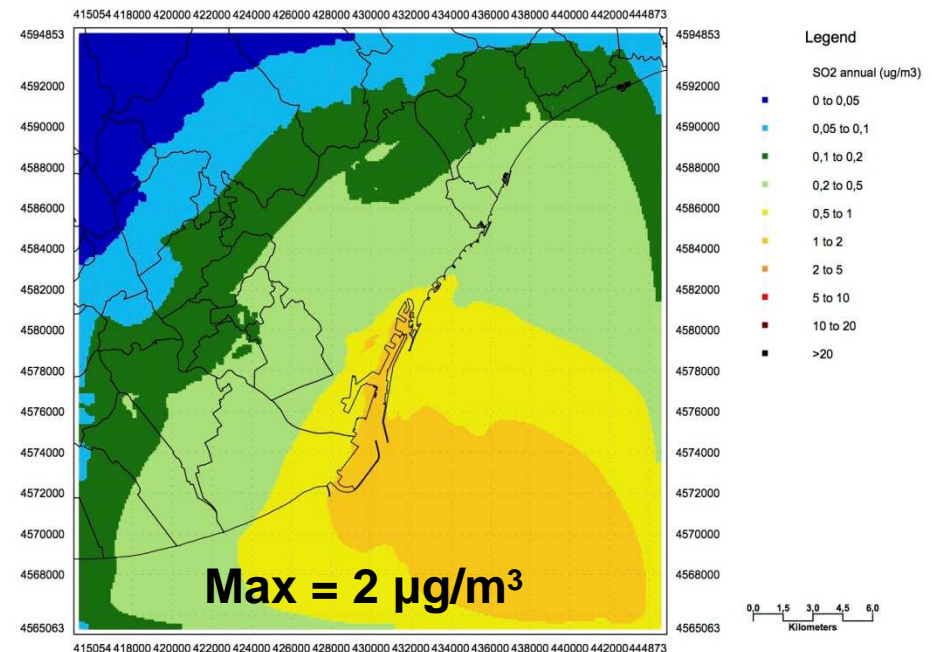 415054 418000 420000 422000 424000 426000 428000 430000 432000 434000 436000 438000 440000 442000 444873
4594853
4592000
4590000
4588000
4586000
4584000
4582000
4580000
4578000
4576000
4574000
4572000
4570000
4568000
4565063
4594853
4592000
4590000
4588000
4586000
4584000
4582000
4580000
4578000
4576000
4574000
4572000
4570000
4568000
4565063
Max = 2 µg/m³
415054 418000 420000 422000 424000 426000 428000 430000 432000 434000 436000 438000 440000 442000 444873
Legend
SO2 annual (ug/m3)
0 to 0,05
0,05 to 0,1
0,1 to 0,2
0,2 to 0,5
0,5 to 1
1 to 2
2 to 5
5 to 10
10 to 20
>20
0,0 1,5 3,0 4,5 6,0
Kilometers